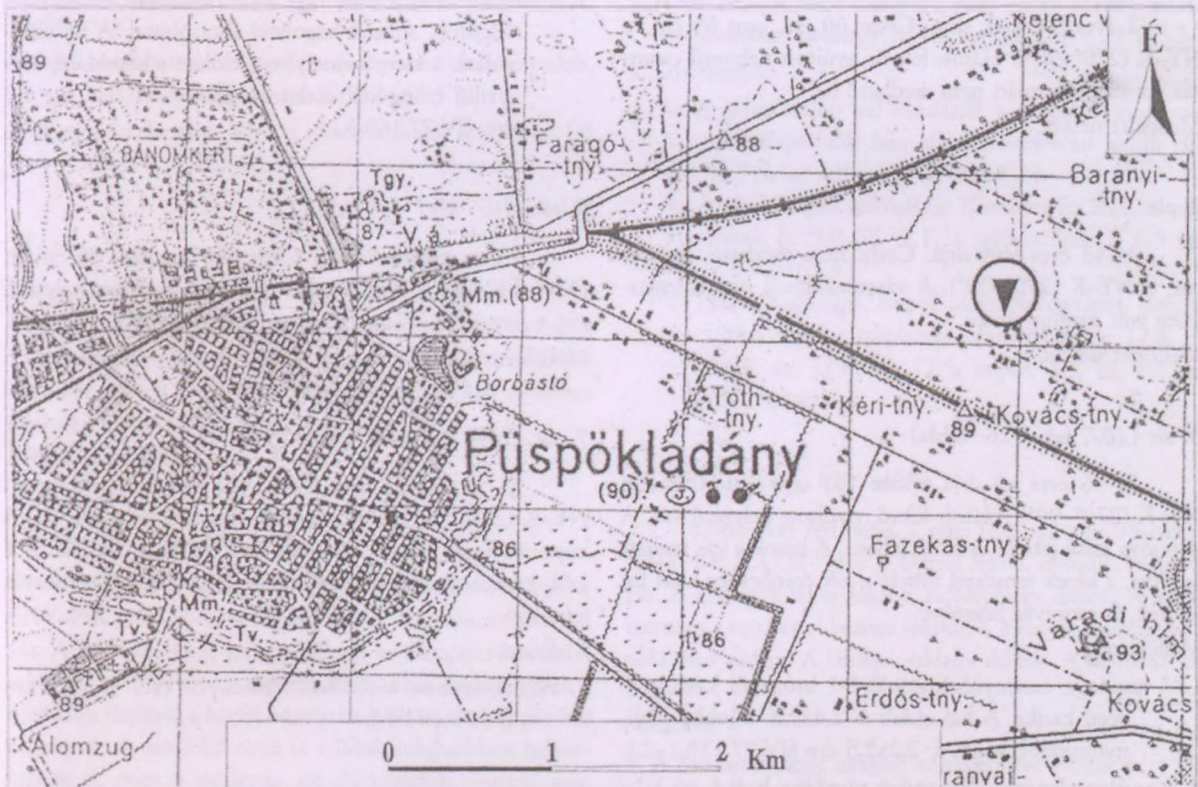 Kelenc v.
É
89
BÁNOMKERT
Faragó-
tny.
88
Tgy.
Baranyi-
tny
87
V. á.
Mm.(88)
Borbástó
Tóth-
tny.
Kéri-tny.
89
Kovács-tny.
Püspökladány
(90)
86
Fazekas-tny.
Mm
Tv.
Tv.
86
Váradi h.
93
89
Erdős-tny.
Kovács
Álomzug
0 1 2 Km
ranyai